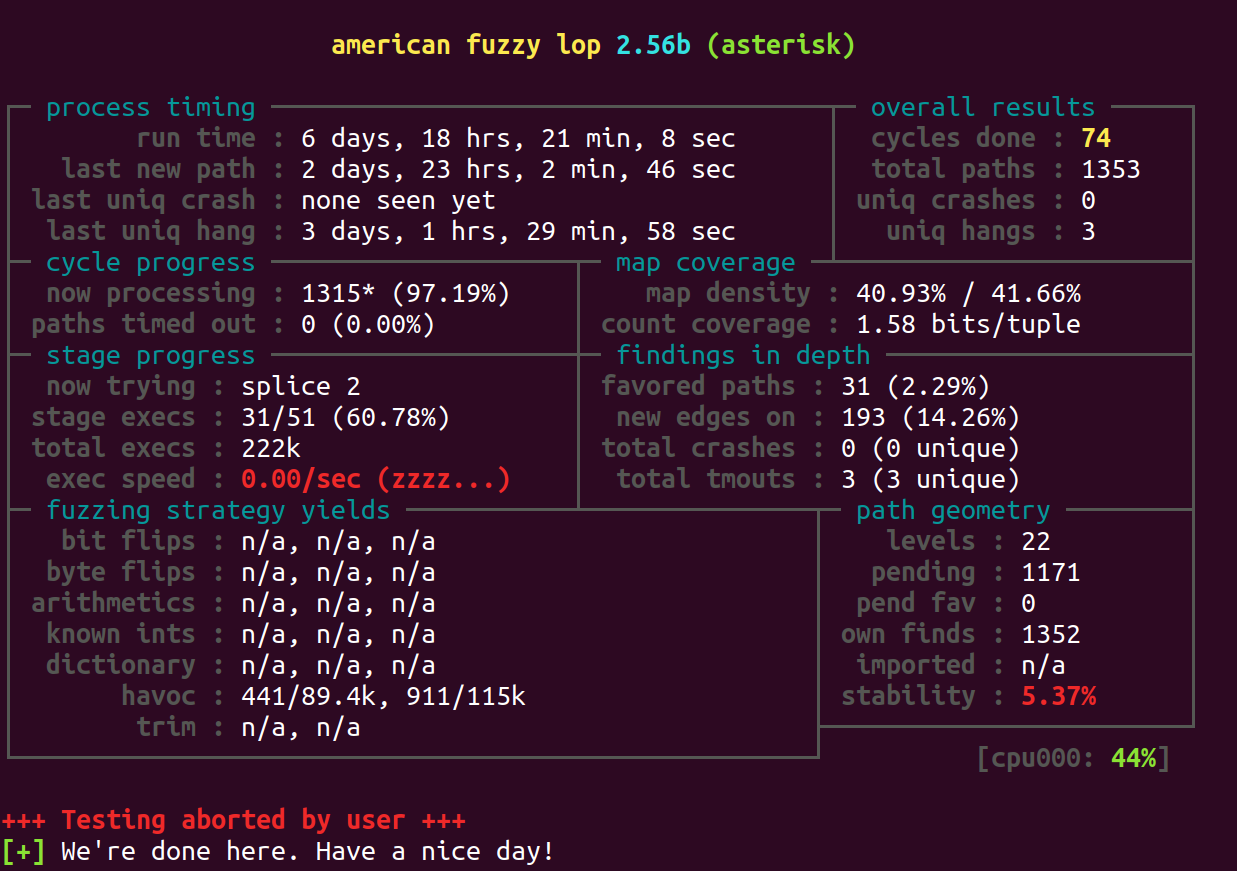 american fuzzy lop 2.56b (asterisk)
process timing overall results
run time : 6 days, 18 hrs, 21 min, 8 sec cycles done : 74
last new path : 2 days, 23 hrs, 2 min, 46 sec total paths : 1353
last uniq crash : none seen yet uniq crashes : 0
last uniq hang : 3 days, 1 hrs, 29 min, 58 sec uniq hangs : 3
cycle progress map coverage
now processing : 1315* (97.19%) map density : 40.93% / 41.66%
paths timed out : 0 (0.00%) count coverage : 1.58 bits/tuple
stage progress findings in depth
now trying : splice 2 favored paths : 31 (2.29%)
stage execs : 31/51 (60.78%) new edges on : 193 (14.26%)
total execs : 222k total crashes : 0 (0 unique)
exec speed : 0.00/sec (zzzz...) total tmouts : 3 (3 unique)
fuzzing strategy yields path geometry
bit flips : n/a, n/a, n/a levels : 22
byte flips : n/a, n/a, n/a pending : 1171
arithmetics : n/a, n/a, n/a pend fav : 0
known ints : n/a, n/a, n/a own finds : 1352
dictionary : n/a, n/a, n/a imported : n/a
havoc : 441/89.4k, 911/115k stability : 5.37%
trim : n/a, n/a
[cpu000: 44%]
+++ Testing aborted by user +++
[+] We're done here. Have a nice day!